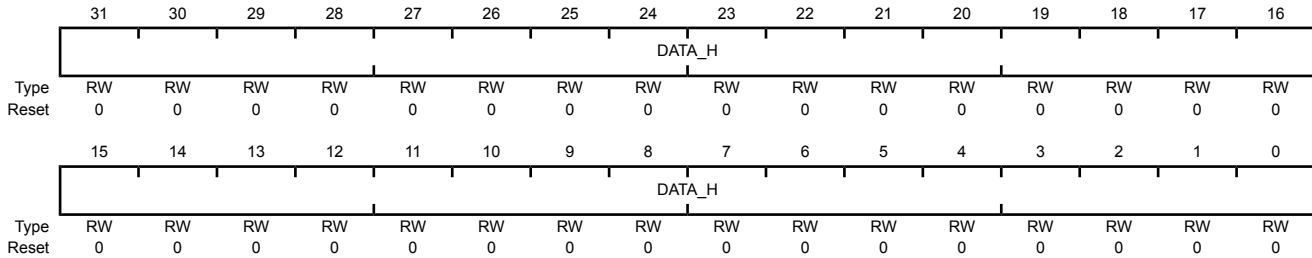 31 30 29 28 27 26 25 24 23 22 21 20 19 18 17 16
DATA_H
Type RW RW RW RW RW RW RW RW RW RW RW RW RW RW RW RW
Reset 0 0 0 0 0 0 0 0 0 0 0 0 0 0 0 0
15 14 13 12 11 10 9 8 7 6 5 4 3 2 1 0
DATA_H
Type RW RW RW RW RW RW RW RW RW RW RW RW RW RW RW RW
Reset 0 0 0 0 0 0 0 0 0 0 0 0 0 0 0 0